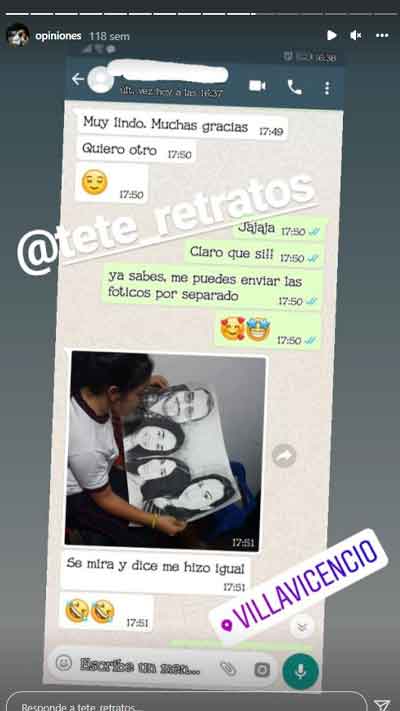 opiniones 118 sem
16:38
últ. vez hoy a las 16:37
Muy lindo. Muchas gracias 17:49
Quiero otro 17:50
17:50
@tete_retratos
Jajaja 17:50
Claro que si!! 17:50
ya sabes, me puedes enviar las
foticos por separado 17:50
17:50
17:51
Se mira y dice me hizo igual
17:51
17:51
VILLAVICENCIO
Escribe un men...
Responde a tete_retratos...